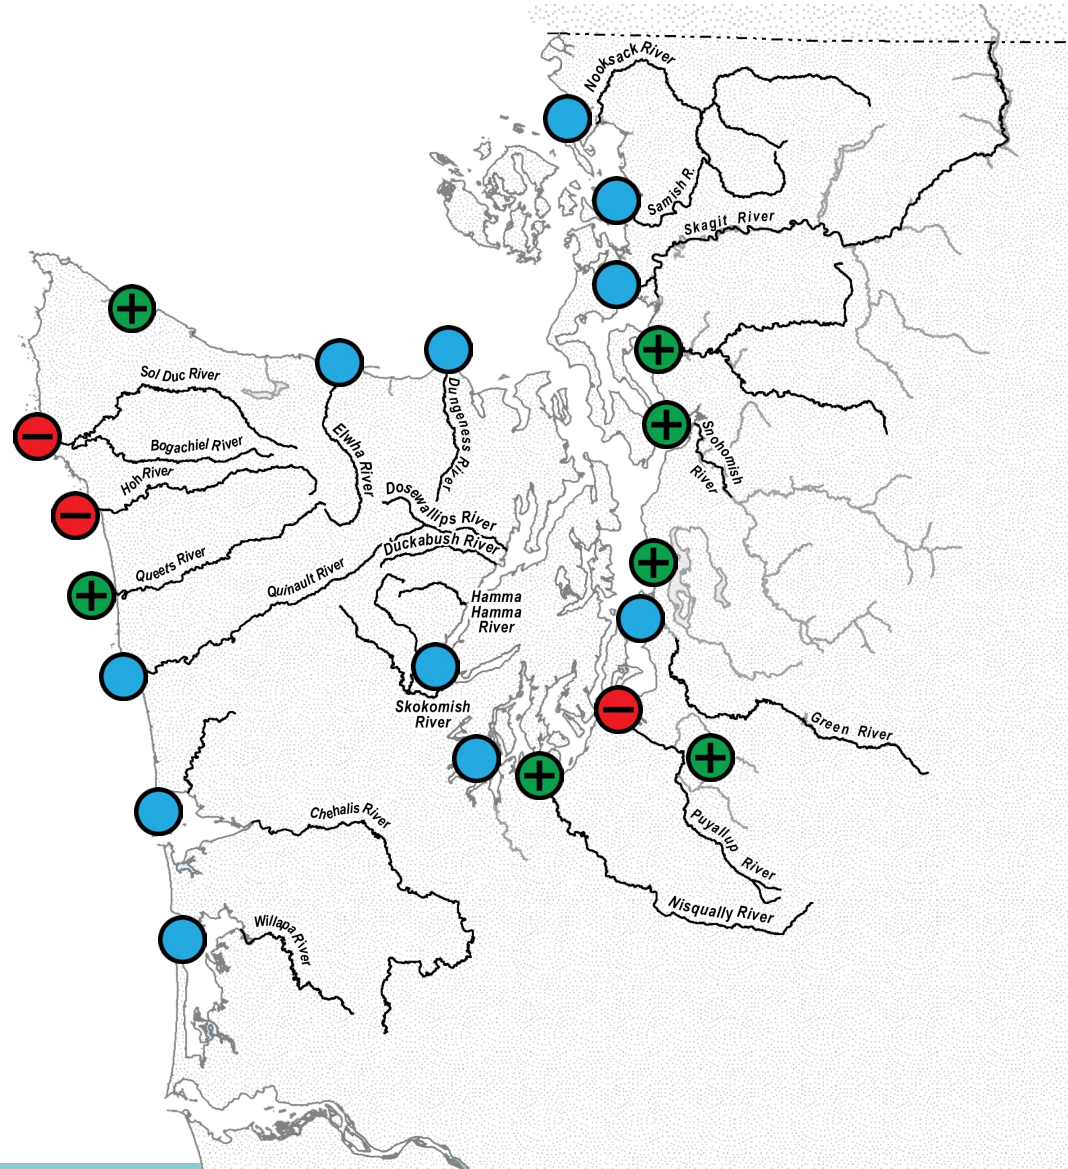 Nooksack River
Samish R.
Skagit River
Sol Duc River
Bogachiel River
Hoh River
Elwha River
Dungeness River
Snohomish
River
Dosewallips River
Duckabush River
Queets River
Quinault River
Hamma
Hamma
River
Skokomish
River
Green River
Chehalis River
Puyallup
River
Nisqually River
Willapa River